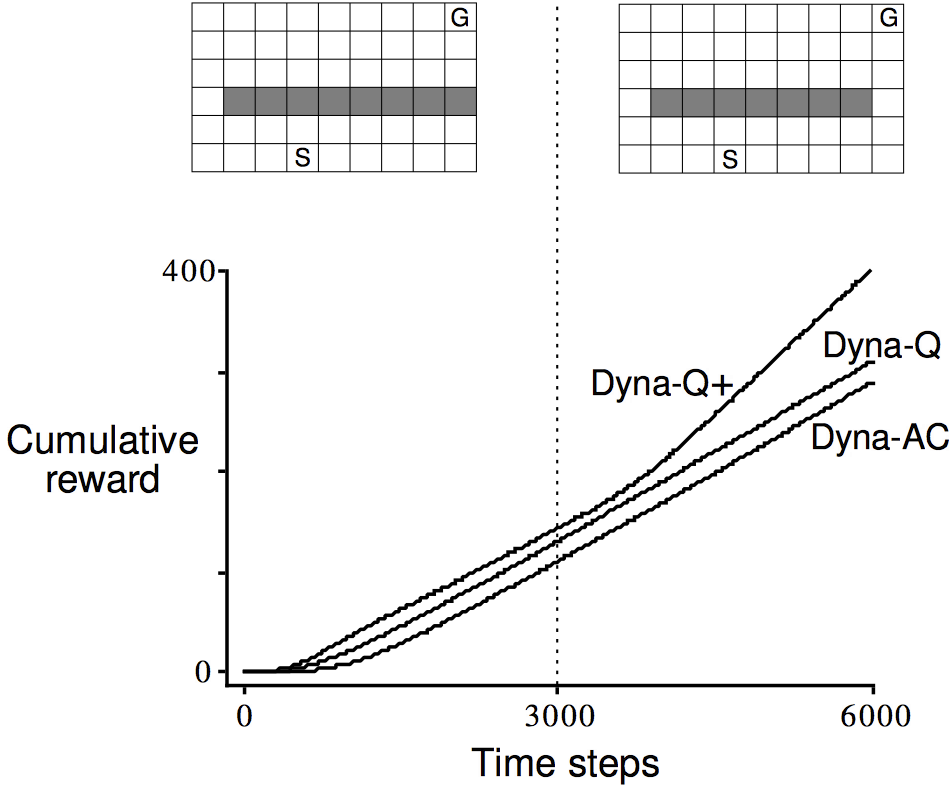 G
G
S
S
400
Dyna-Q
Dyna-Q+
Dyna-AC
Cumulative
reward
0
0
3000
6000
Time steps